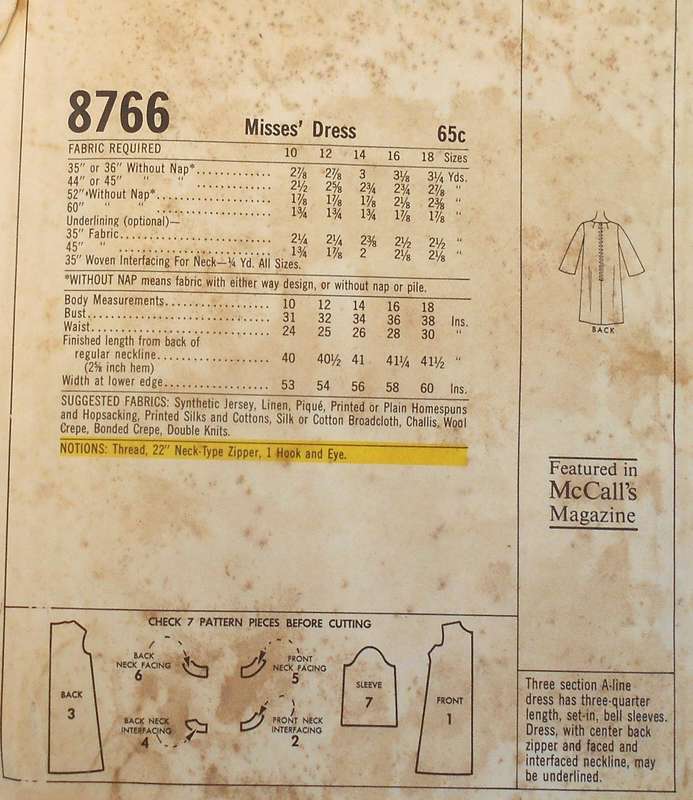 8766
Misses' Dress 65c
FABRIC REQUIRED 10 12 14 16 18 Sizes
35" or 36" Without Nap* 2⅞ 2⅞ 3 3⅛ 3¼ Yds.
44" or 45" " " 2½ 2⅝ 2¾ 2¾ 2⅞ "
52" Without Nap* 1⅞ 1⅞ 1⅞ 2⅛ 2⅜ "
60" " " 1¾ 1¾ 1¾ 1⅞ 1⅞ "
Underlining (optional)—
35" Fabric 2¼ 2¼ 2⅜ 2½ 2½ "
45" " 1¾ 1⅞ 2 2⅛ 2⅛ "
35" Woven Interfacing For Neck—¼ Yd. All Sizes.
*WITHOUT NAP means fabric with either way design, or without nap or pile.
Body Measurements 10 12 14 16 18
Bust 31 32 34 36 38 Ins.
Waist 24 25 26 28 30 "
Finished length from back of
regular neckline 40 40½ 41 41¼ 41½ "
(2⅝ inch hem)
Width at lower edge 53 54 56 58 60 Ins.
SUGGESTED FABRICS: Synthetic Jersey, Linen, Piqué, Printed or Plain Homespuns
and Hopsacking, Printed Silks and Cottons, Silk or Cotton Broadcloth, Challis, Wool
Crepe, Bonded Crepe, Double Knits.
NOTIONS: Thread, 22" Neck-Type Zipper, 1 Hook and Eye.
BACK
Featured in
McCall's
Magazine
CHECK 7 PATTERN PIECES BEFORE CUTTING
BACK
3
BACK
NECK FACING
6
BACK NECK
INTERFACING
4
FRONT
NECK FACING
5
FRONT NECK
INTERFACING
2
SLEEVE
7
FRONT
1
Three section A-line
dress has three-quarter
length, set-in, bell sleeves.
Dress, with center back
zipper and faced and
interfaced neckline, may
be underlined.